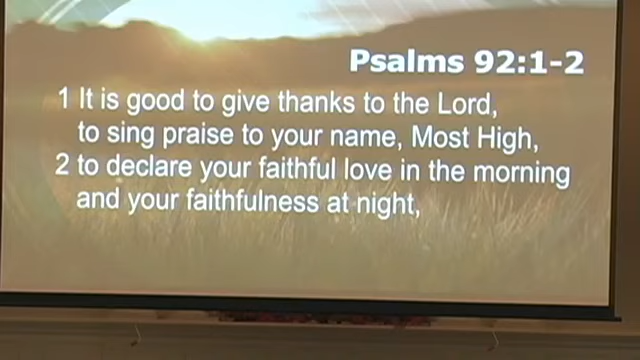 Psalms 92:1-2
1 It is good to give thanks to the Lord,
to sing praise to your name, Most High,
2 to declare your faithful love in the morning
and your faithfulness at night,